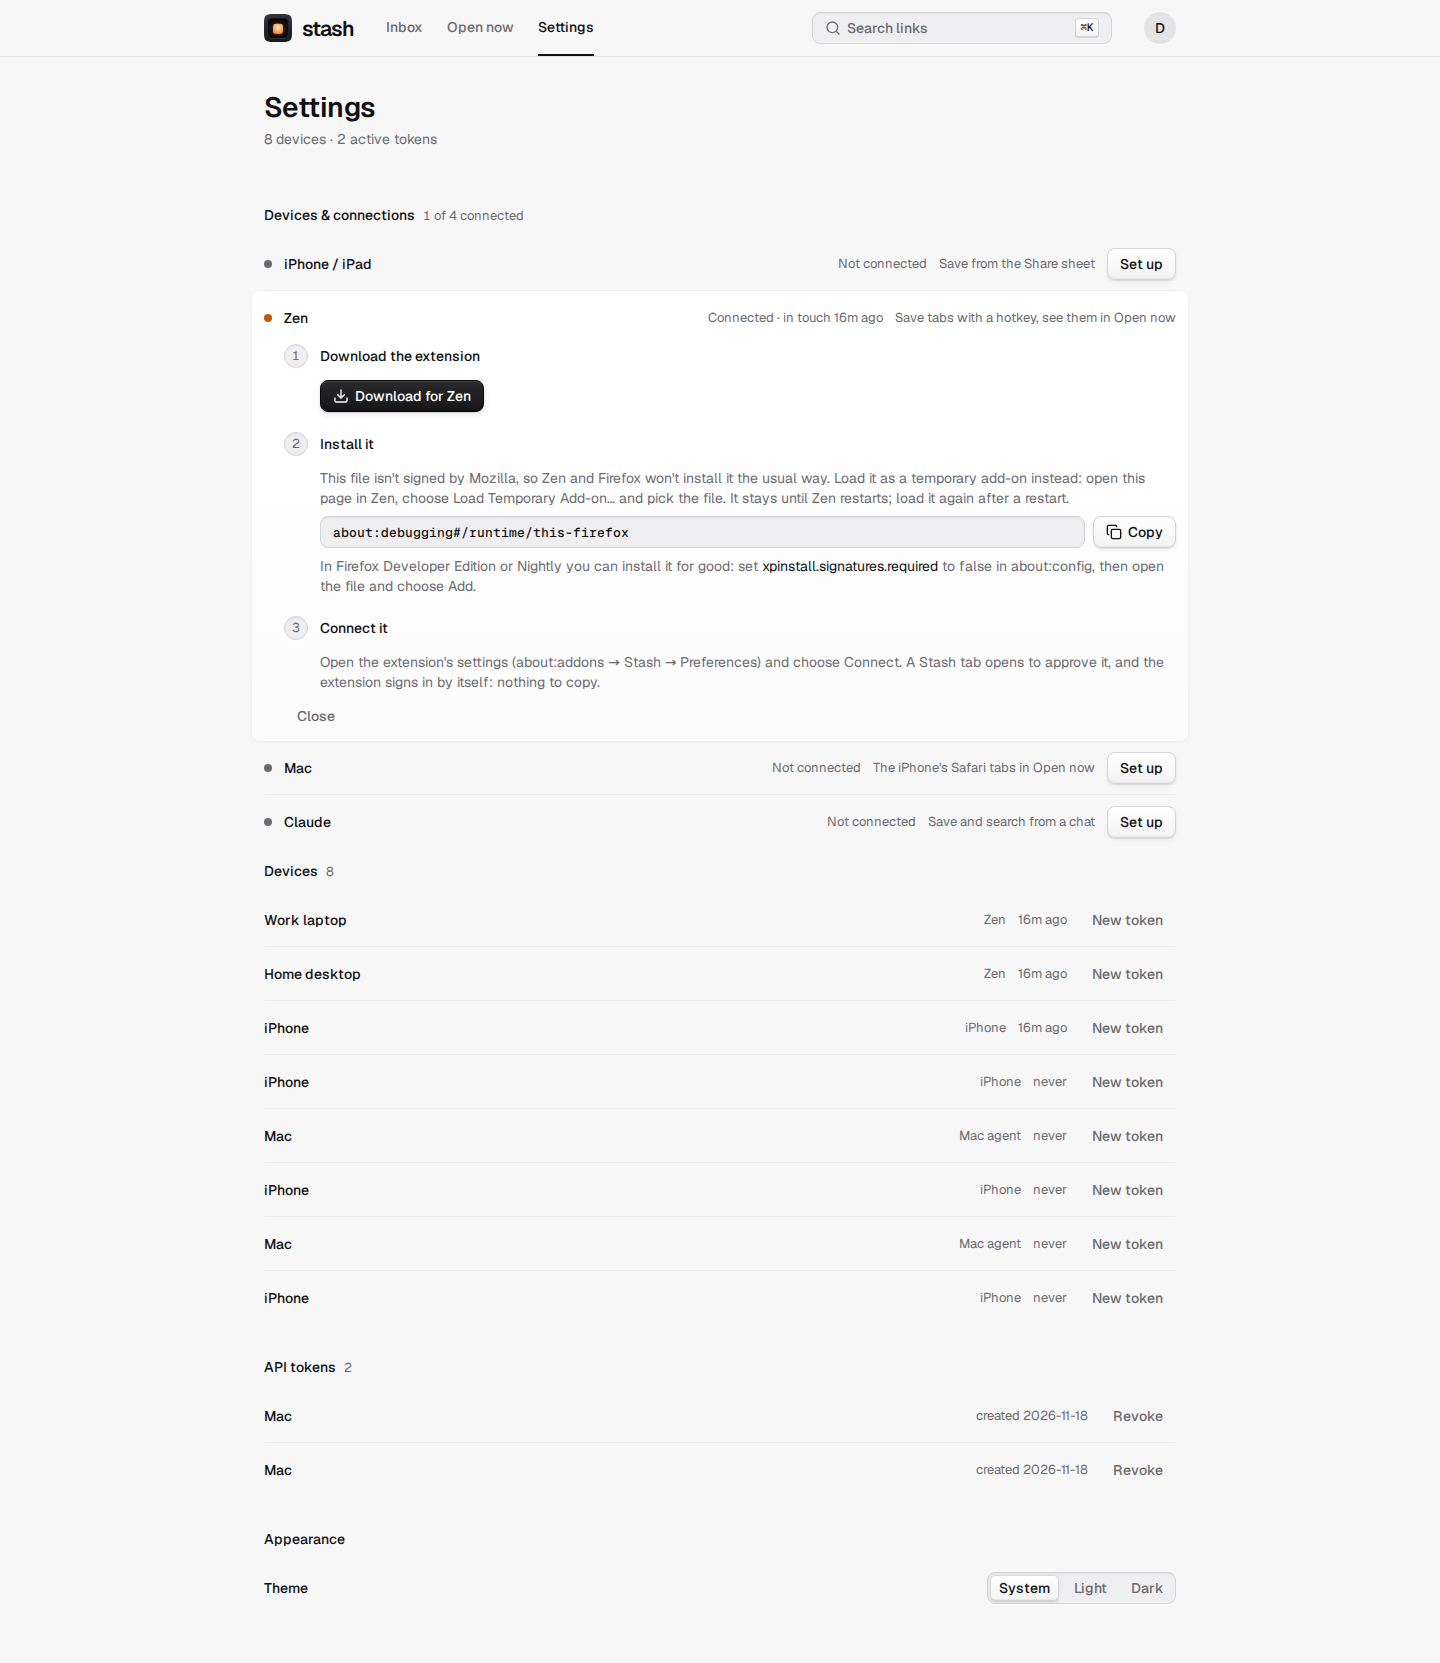 stash
Inbox
Open now
Settings
Search links
⌘K
D
Settings
8 devices · 2 active tokens
Devices & connections 1 of 4 connected
iPhone / iPad
Not connected
Save from the Share sheet
Set up
Zen
Connected · in touch 16m ago
Save tabs with a hotkey, see them in Open now
1
Download the extension
Download for Zen
2
Install it
This file isn't signed by Mozilla, so Zen and Firefox won't install it the usual way. Load it as a temporary add-on instead: open this
page in Zen, choose Load Temporary Add-on… and pick the file. It stays until Zen restarts; load it again after a restart.
about:debugging#/runtime/this-firefox
Copy
In Firefox Developer Edition or Nightly you can install it for good: set xpinstall.signatures.required to false in about:config, then open
the file and choose Add.
3
Connect it
Open the extension's settings (about:addons → Stash → Preferences) and choose Connect. A Stash tab opens to approve it, and the
extension signs in by itself: nothing to copy.
Close
Mac
Not connected
The iPhone's Safari tabs in Open now
Set up
Claude
Not connected
Save and search from a chat
Set up
Devices 8
Work laptop
Zen
16m ago
New token
Home desktop
Zen
16m ago
New token
iPhone
iPhone
16m ago
New token
iPhone
iPhone
never
New token
Mac
Mac agent
never
New token
iPhone
iPhone
never
New token
Mac
Mac agent
never
New token
iPhone
iPhone
never
New token
API tokens 2
Mac
created 2026-11-18
Revoke
Mac
created 2026-11-18
Revoke
Appearance
Theme
System
Light
Dark